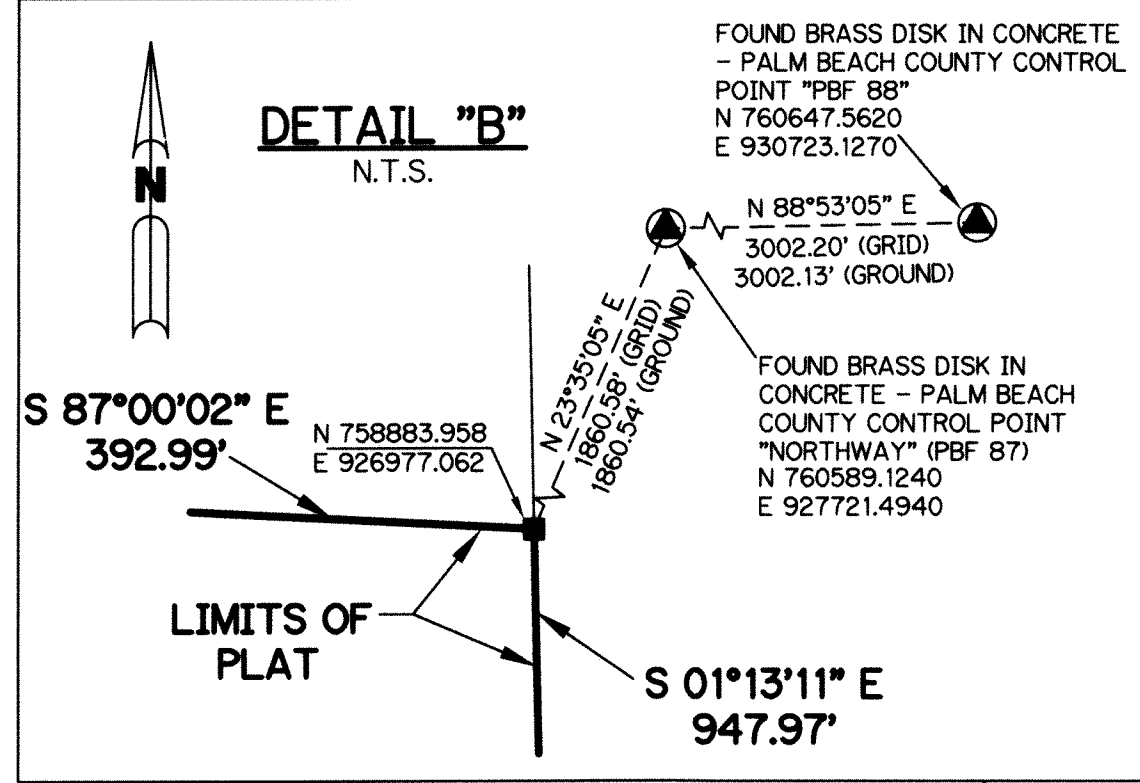 FOUND BRASS DISK IN CONCRETE
- PALM BEACH COUNTY CONTROL
POINT "PBF 88"
N 760647.5620
E 930723.1270
DETAIL "B"
N.T.S.
N
N 88°53'05" E
3002.20' (GRID)
3002.13' (GROUND)
N 23°35'05" E
1860.58' (GRID)
1860.54' (GROUND)
FOUND BRASS DISK IN
CONCRETE - PALM BEACH
COUNTY CONTROL POINT
"NORTHWAY" (PBF 87)
N 760589.1240
E 927721.4940
S 87°00'02" E
392.99'
N 758883.958
E 926977.062
LIMITS OF
PLAT
S 01°13'11" E
947.97'